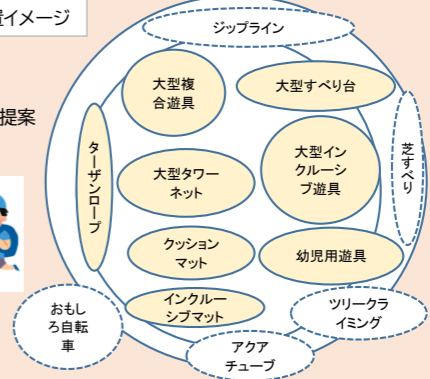 置イメージ
ジップライン
大型複
合遊具
大型すべり台
提案
ターザンロープ
芝すべり
大型イン
クルーシ
ブ遊具
大型タワー
ネット
クッション
マット
幼児用遊具
インクルー
シブマット
おもし
ろ自転
車
ツリークラ
イミング
アクア
チューブ